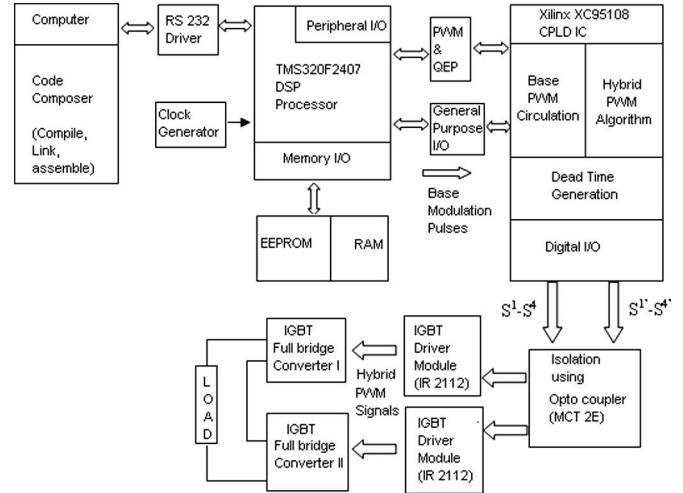 Computer
Code
Composer
(Compile,
Link,
assemble)
RS 232
Driver
Clock
Generator
Peripheral I/O
TMS320F2407
DSP
Processor
Memory I/O
EEPROM
RAM
PWM
&
QEP
General
Purpose
I/O
Base
Modulation
Pulses
Xilinx XC95108
CPLD IC
Base
PWM
Circulation
Hybrid
PWM
Algorithm
Dead Time
Generation
Digital I/O
S¹-S⁴
S¹'-S⁴'
Isolation
using
Opto coupler
(MCT 2E)
IGBT
Driver
Module
(IR 2112)
IGBT
Driver
Module
(IR 2112)
Hybrid
PWM
Signals
IGBT
Full bridge
Converter I
IGBT
Full bridge
Converter II
L
O
A
D